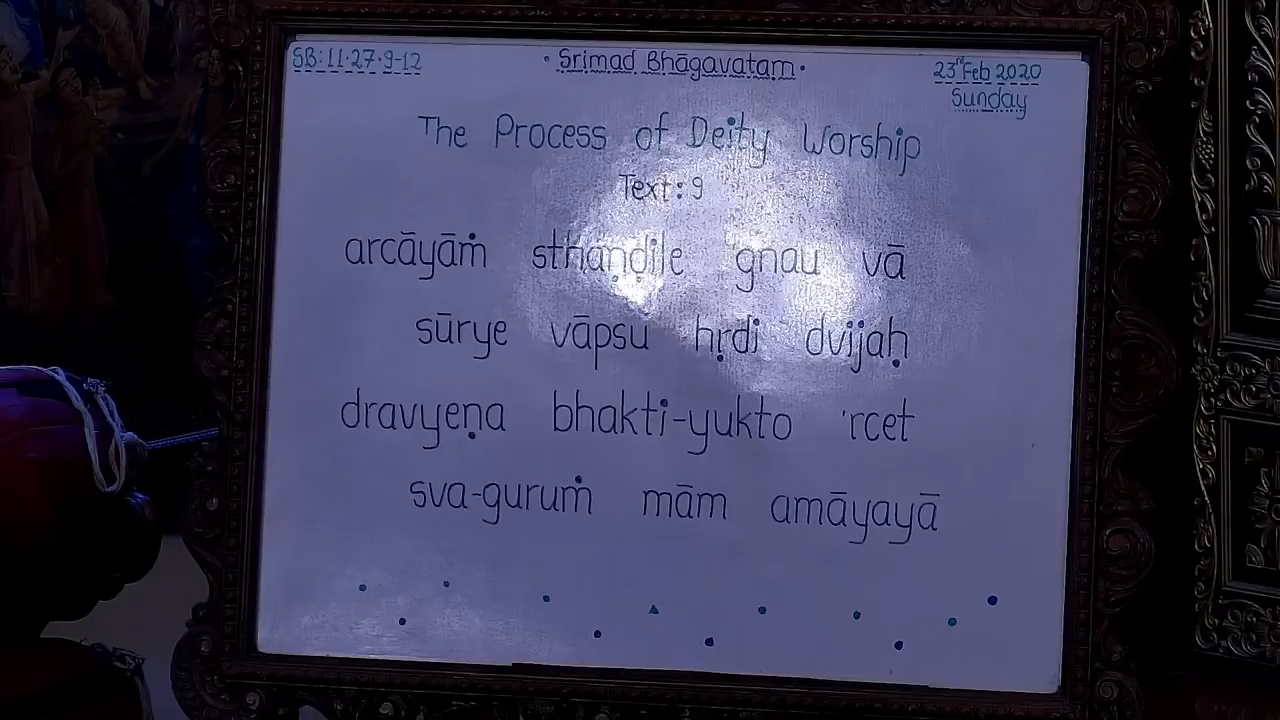 SB: 11-27-9-12
• Srimad Bhāgavatam •
23rd Feb 2020
Sunday
The Process of Deity Worship
Text: 9
arcāyāṁ sthaṇḍile gnau vā
sūrye vāpsu hṛdi dvijaḥ
dravyeṇa bhakti-yukto 'rcet
sva-guruṁ mām amāyayā